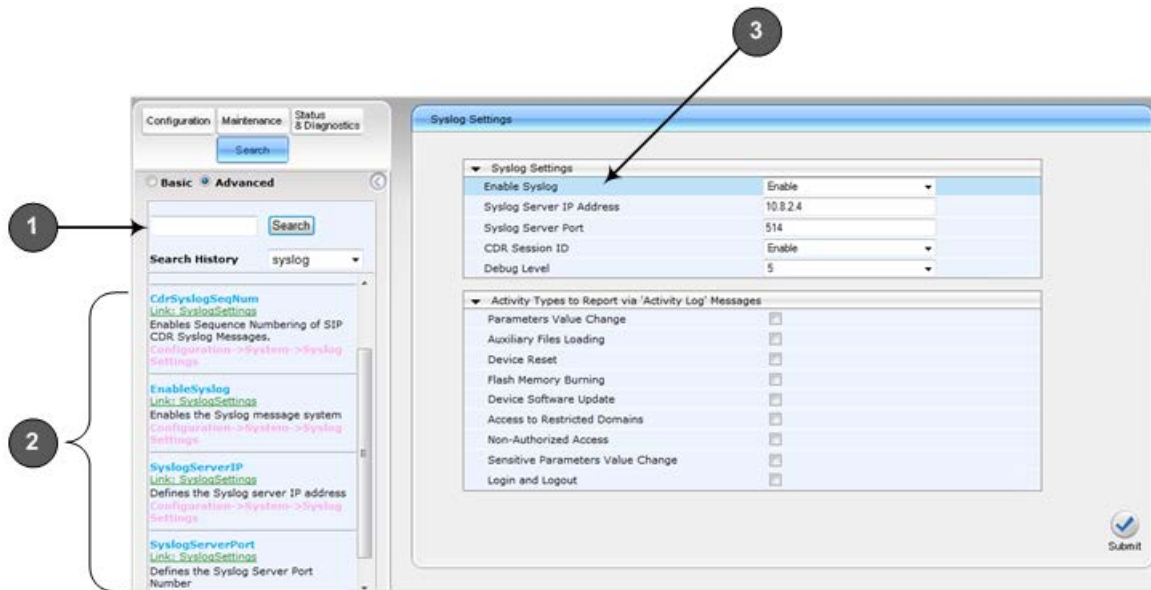 3
Configuration Maintenance Status & Diagnostics
Search
Basic Advanced
1
Search
Search History syslog
2
CdrSyslogSeqNum
Link: SyslogSettings
Enables Sequence Numbering of SIP
CDR Syslog Messages.
Configuration->System->Syslog
Settings
EnableSyslog
Link: SyslogSettings
Enables the Syslog message system
Configuration->System->Syslog
Settings
SyslogServerIP
Link: SyslogSettings
Defines the Syslog server IP address
Configuration->System->Syslog
Settings
SyslogServerPort
Link: SyslogSettings
Defines the Syslog Server Port
Number
Syslog Settings
Syslog Settings
Enable Syslog Enable
Syslog Server IP Address 10.8.2.4
Syslog Server Port 514
CDR Session ID Enable
Debug Level 5
Activity Types to Report via 'Activity Log' Messages
Parameters Value Change
Auxiliary Files Loading
Device Reset
Flash Memory Burning
Device Software Update
Access to Restricted Domains
Non-Authorized Access
Sensitive Parameters Value Change
Login and Logout
Submit